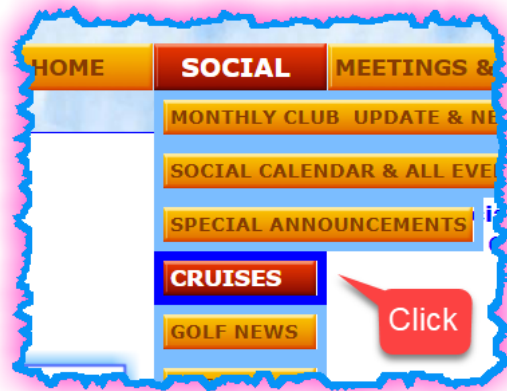 HOME SOCIAL MEETINGS &
MONTHLY CLUB UPDATE & NE
SOCIAL CALENDAR & ALL EVE
SPECIAL ANNOUNCEMENTS
CRUISES
Click
GOLF NEWS